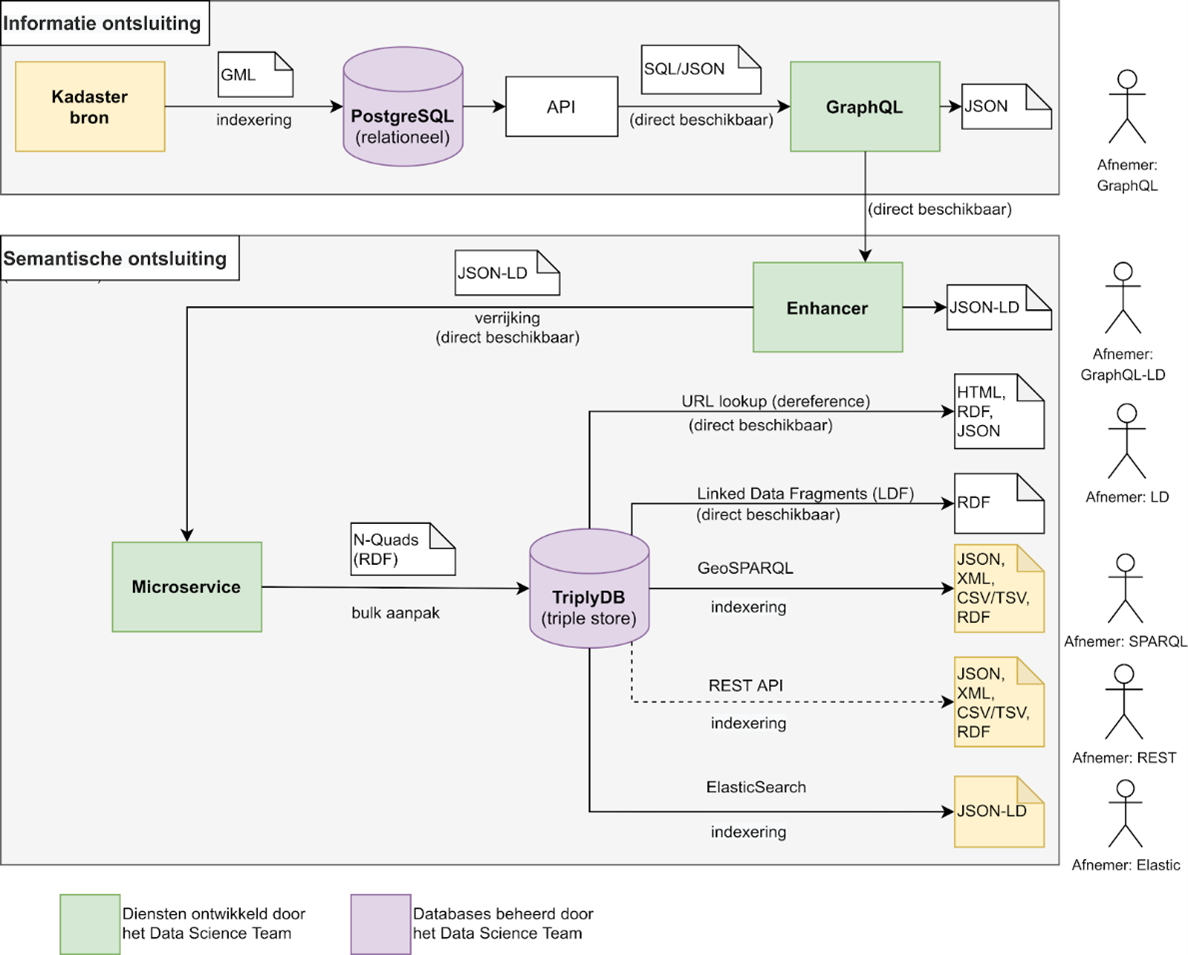 Informatie ontsluiting
Kadaster
bron
GML
indexering
PostgreSQL
(relationeel)
API
SQL/JSON
(direct beschikbaar)
GraphQL
JSON
Afnemer:
GraphQL
(direct beschikbaar)
Semantische ontsluiting
JSON-LD
verrijking
(direct beschikbaar)
Enhancer
JSON-LD
Afnemer:
GraphQL-LD
URL lookup (dereference)
(direct beschikbaar)
HTML,
RDF,
JSON
Afnemer: LD
Linked Data Fragments (LDF)
(direct beschikbaar)
RDF
Microservice
N-Quads
(RDF)
bulk aanpak
TriplyDB
(triple store)
GeoSPARQL
indexering
JSON,
XML,
CSV/TSV,
RDF
Afnemer: SPARQL
REST API
indexering
JSON,
XML,
CSV/TSV,
RDF
Afnemer: REST
ElasticSearch
indexering
JSON-LD
Afnemer: Elastic
Diensten ontwikkeld door
het Data Science Team
Databases beheerd door
het Data Science Team